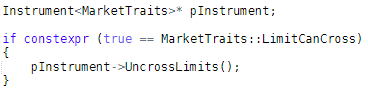 Instrument<MarketTraits>* pInstrument;
if constexpr (true == MarketTraits::LimitCanCross)
{
    pInstrument->UncrossLimits();
}